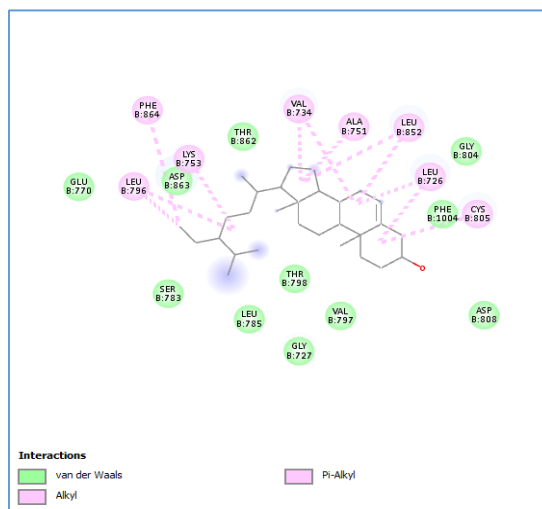 PHE
B:864
VAL
B:734
ALA
B:751
LEU
B:852
THR
B:862
GLY
B:804
LYS
B:753
ASP
B:863
LEU
B:726
GLU
B:770
LEU
B:796
PHE
B:1004
CYS
B:805
O
SER
B:783
THR
B:798
LEU
B:785
VAL
B:797
ASP
B:808
GLY
B:727
Interactions
van der Waals
Pi-Alkyl
Alkyl